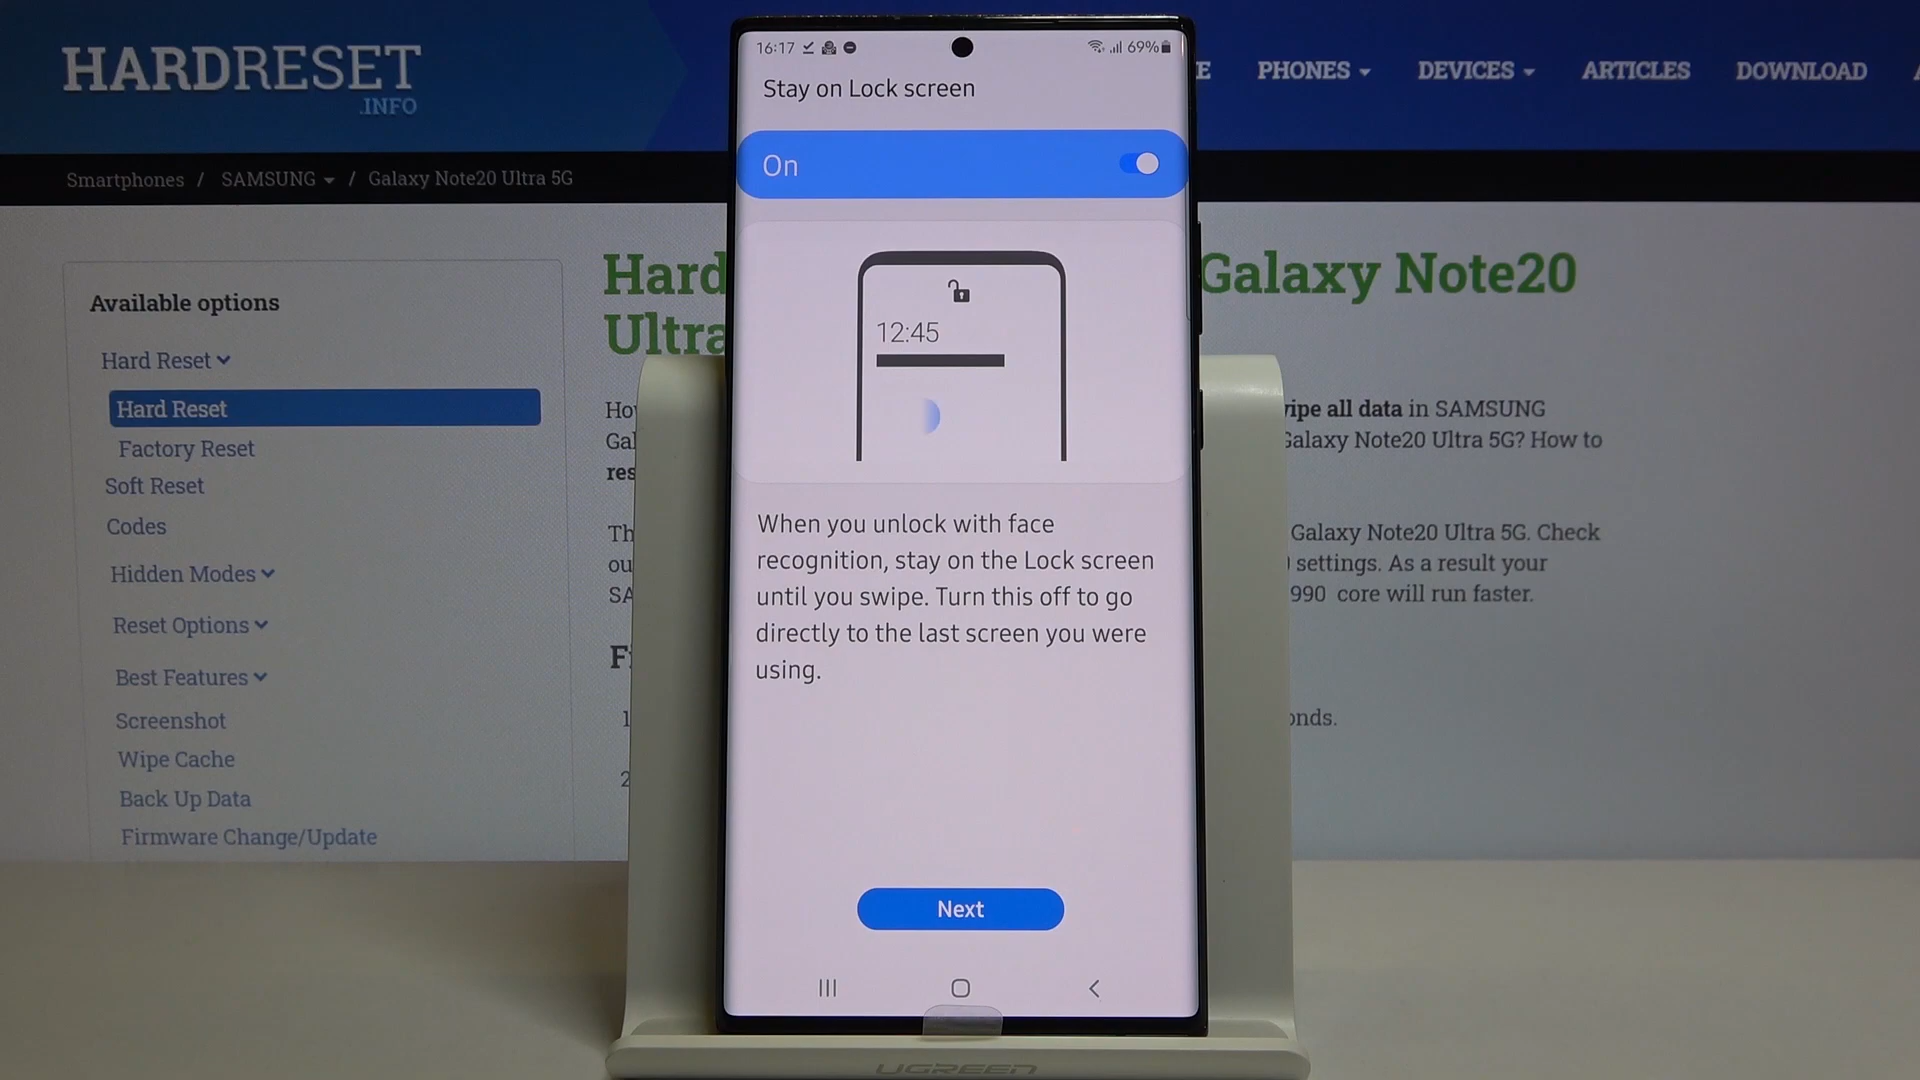 HARDRESET
.INFO
PHONES
DEVICES
ARTICLES
DOWNLOAD
Smartphones / SAMSUNG / Galaxy Note20 Ultra 5G
Available options
Hard Reset
Hard Reset
Factory Reset
Soft Reset
Codes
Hidden Modes
Reset Options
Best Features
Screenshot
Wipe Cache
Back Up Data
Firmware Change/Update
Hard
Galaxy Note20
Ultra
all data in SAMSUNG
Galaxy Note20 Ultra 5G? How to
Galaxy Note20 Ultra 5G. Check
settings. As a result your
990 core will run faster.
16:17
69%
Stay on Lock screen
On
12:45
When you unlock with face
recognition, stay on the Lock screen
until you swipe. Turn this off to go
directly to the last screen you were
using.
Next
UGREEN